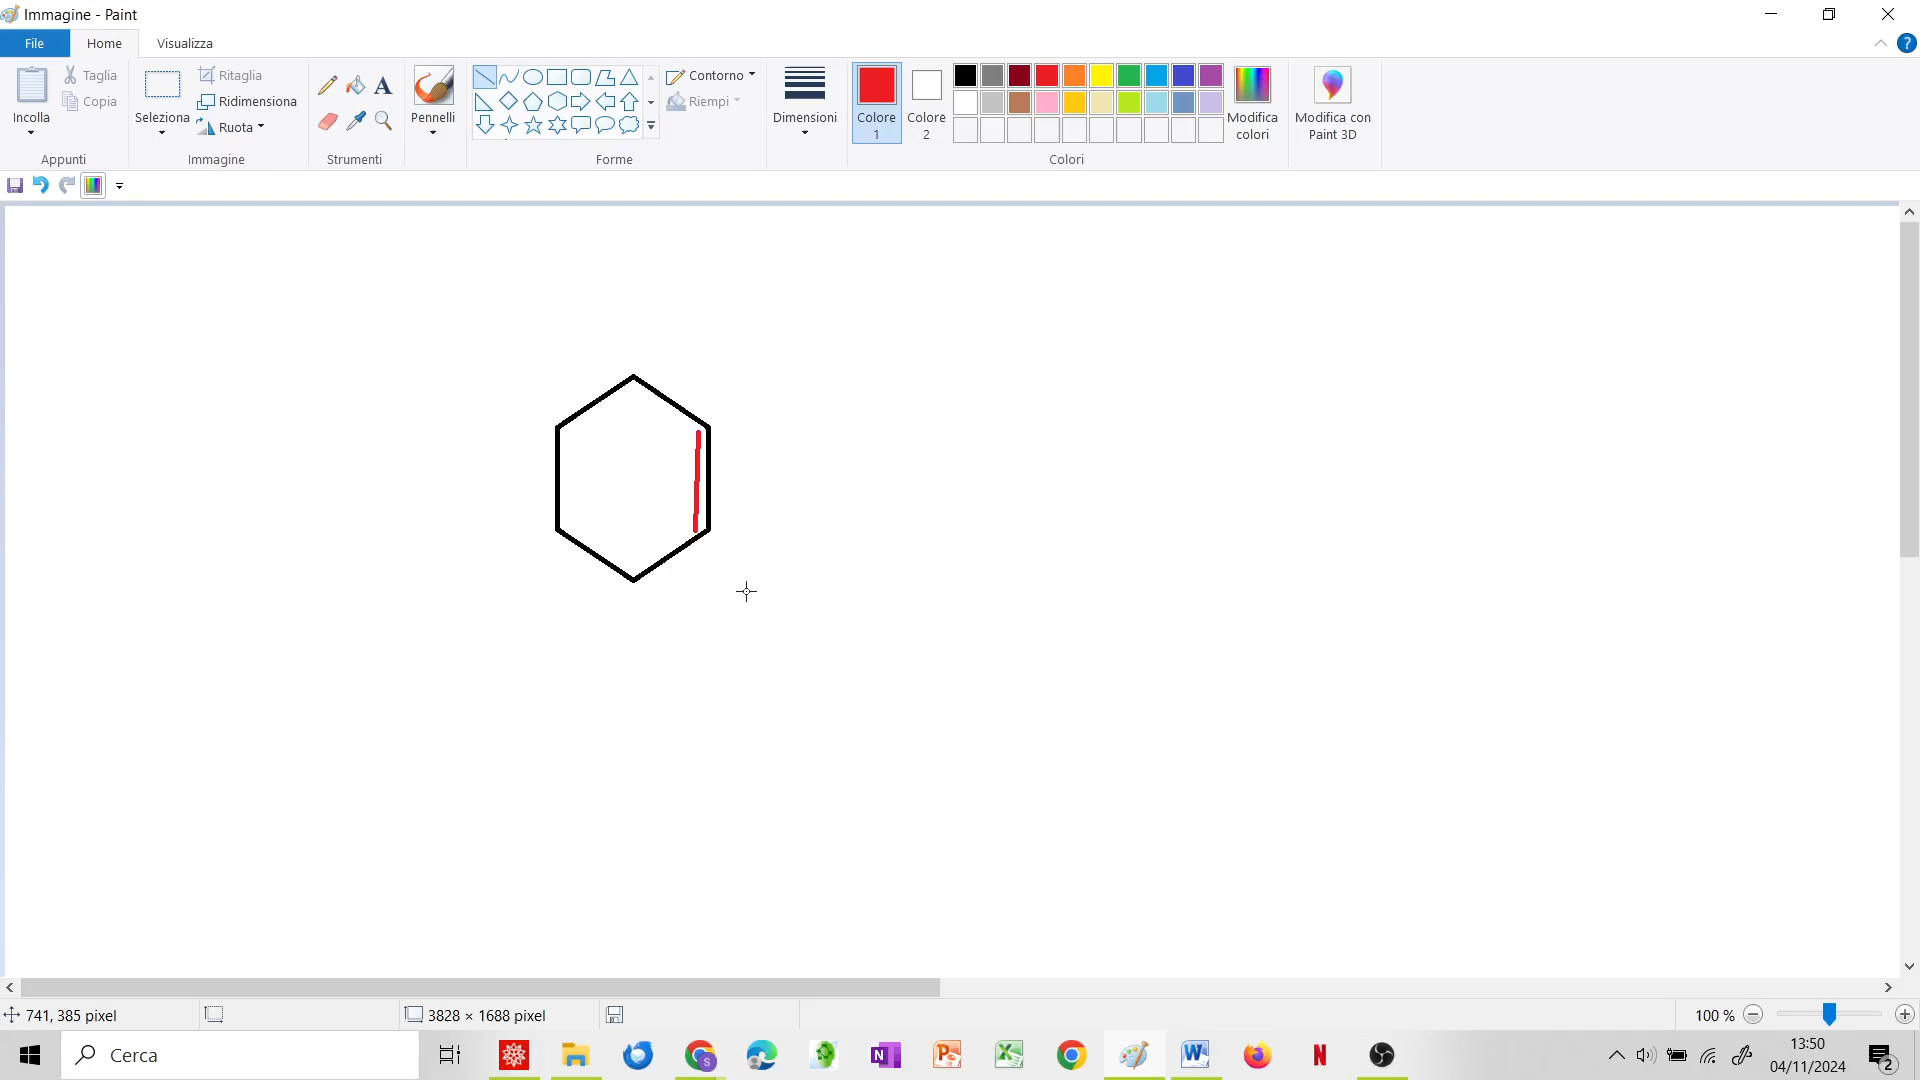 Immagine - Paint
File Home Visualizza
Incolla
Taglia
Copia
Appunti
Seleziona
Ritaglia
Ridimensiona
Ruota
Immagine
A
Strumenti
Pennelli
Contorno
Riempi
Forme
Dimensioni
Colore
1
Colore
2
Modifica
colori
Colori
Modifica con
Paint 3D
741, 385 pixel
3828 × 1688 pixel
100 %
Cerca
13:50
04/11/2024
2